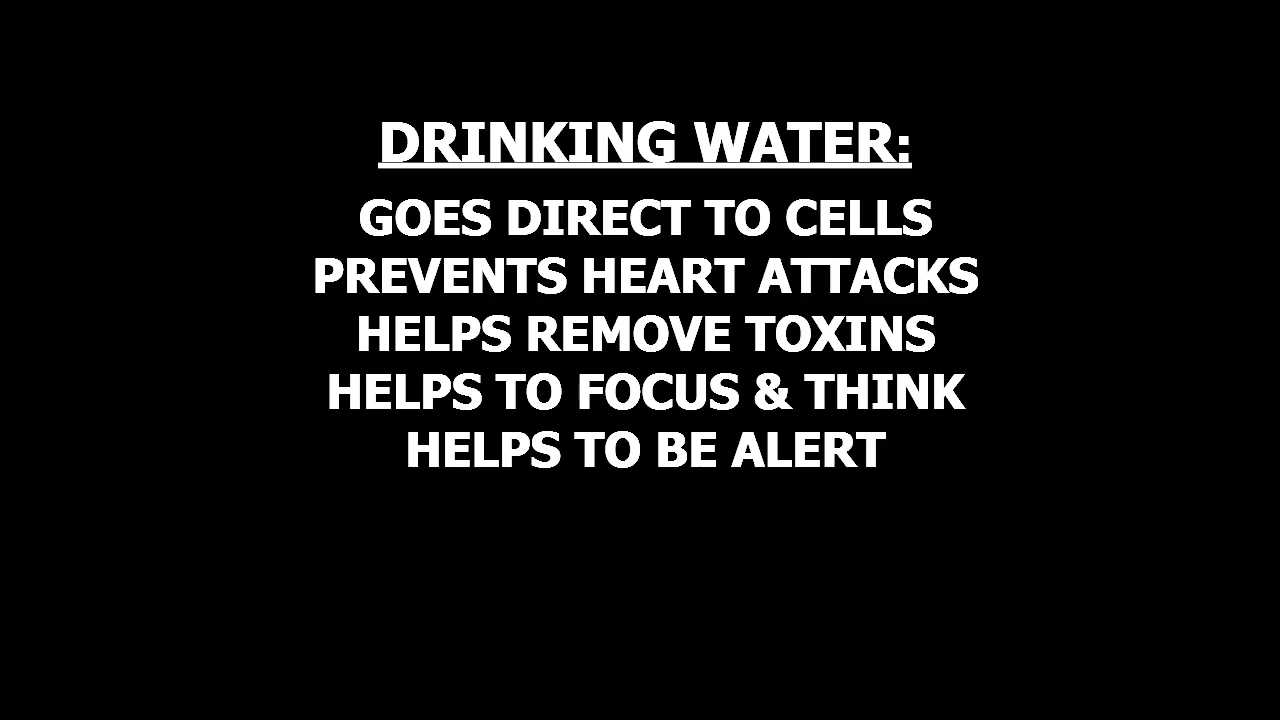 DRINKING WATER:
GOES DIRECT TO CELLS
PREVENTS HEART ATTACKS
HELPS REMOVE TOXINS
HELPS TO FOCUS & THINK
HELPS TO BE ALERT